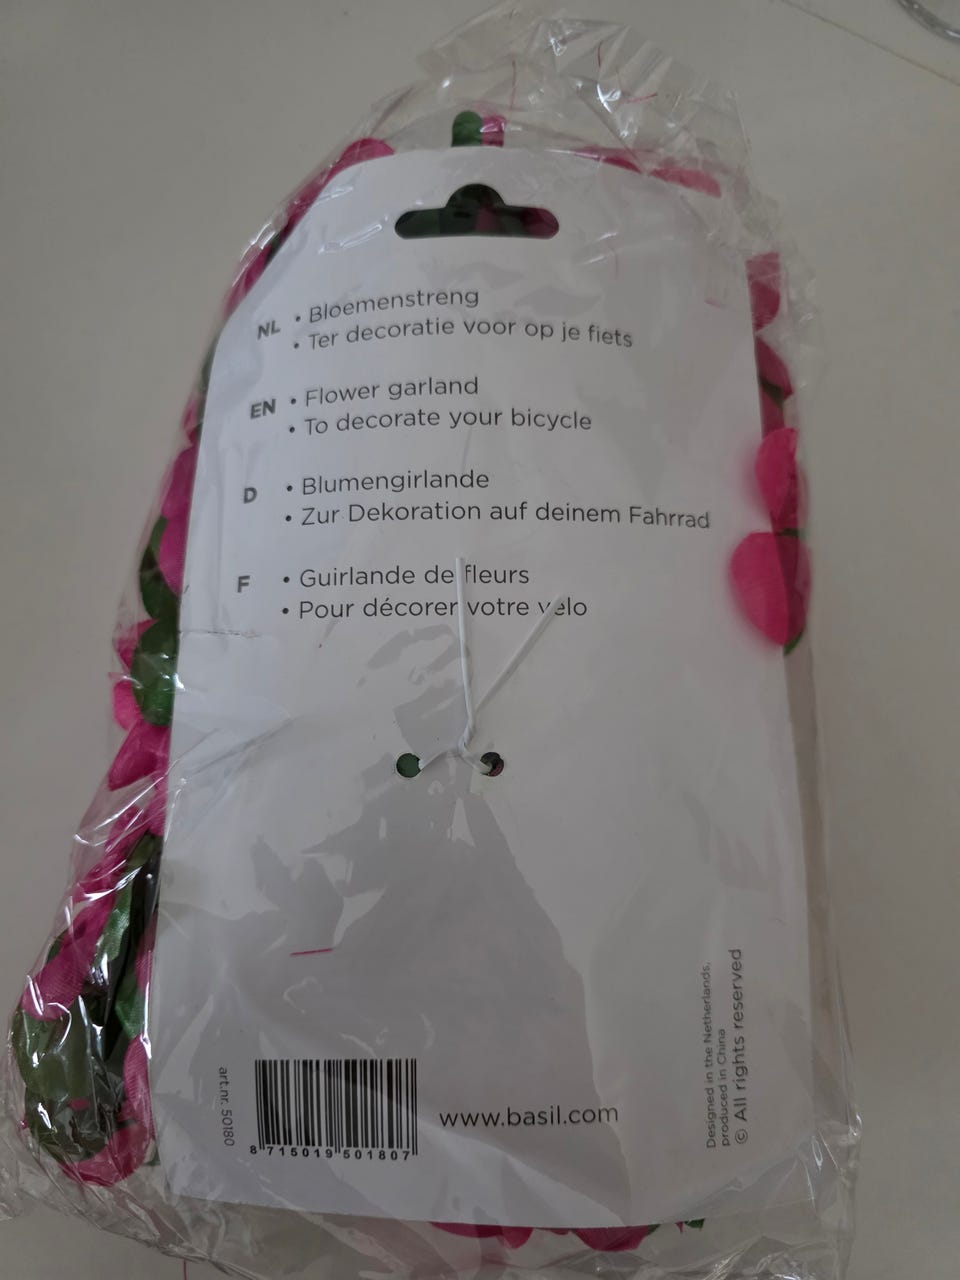 NL
• Bloemenstreng
• Ter decoratie voor op je fiets
EN
• Flower garland
• To decorate your bicycle
D
• Blumengirlande
• Zur Dekoration auf deinem Fahrrad
F
• Guirlande de fleurs
• Pour décorer votre vélo
art.nr. 50180
8 715019 501807
www.basil.com
Designed in the Netherlands,
produced in China
© All rights reserved